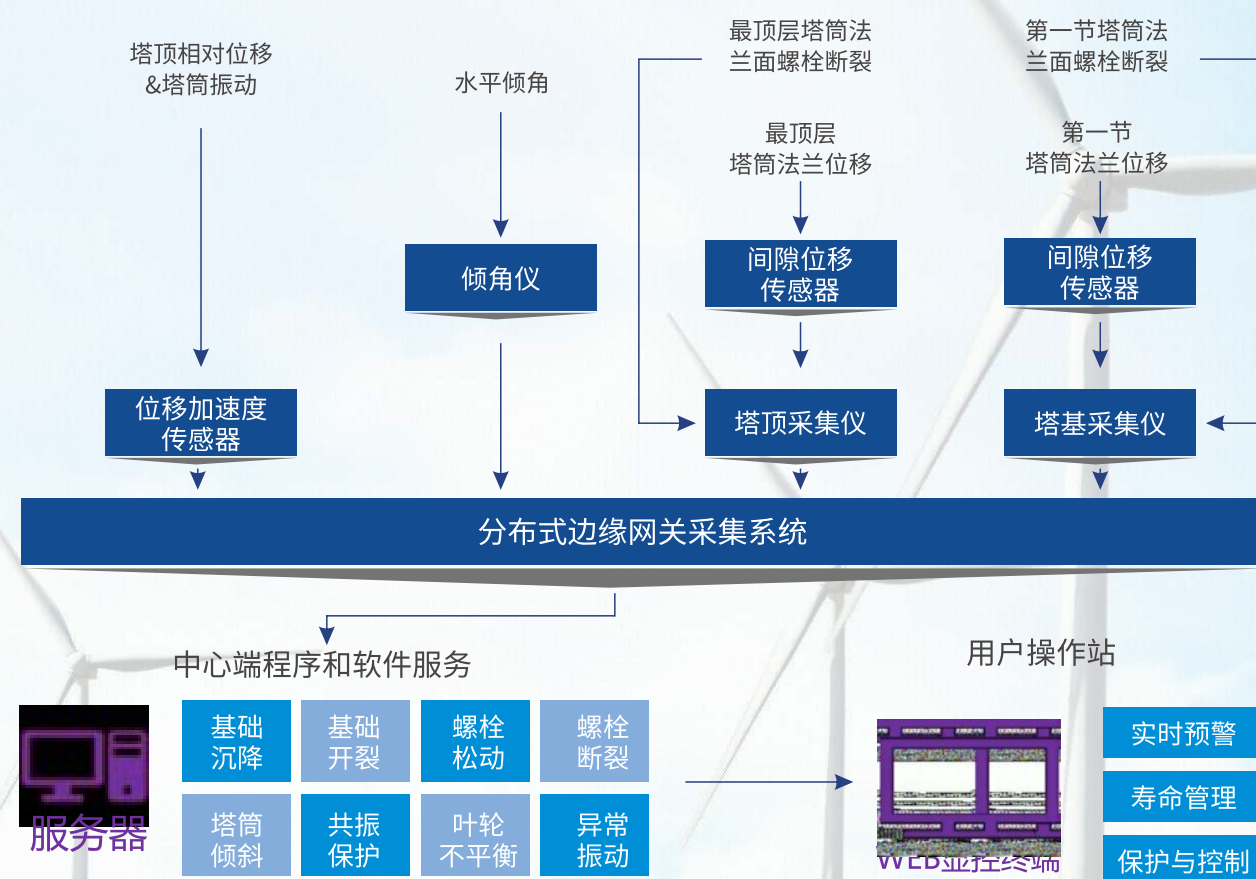 塔顶相对位移
&塔筒振动
水平倾角
最顶层塔筒法
兰面螺栓断裂
第一节塔筒法
兰面螺栓断裂
最顶层
塔筒法兰位移
第一节
塔筒法兰位移
倾角仪
间隙位移
传感器
间隙位移
传感器
位移加速度
传感器
塔顶采集仪
塔基采集仪
分布式边缘网关采集系统
中心端程序和软件服务
用户操作站
服务器
基础
沉降
基础
开裂
螺栓
松动
螺栓
断裂
塔筒
倾斜
共振
保护
叶轮
不平衡
异常
振动
WEB显控终端
实时预警
寿命管理
保护与控制